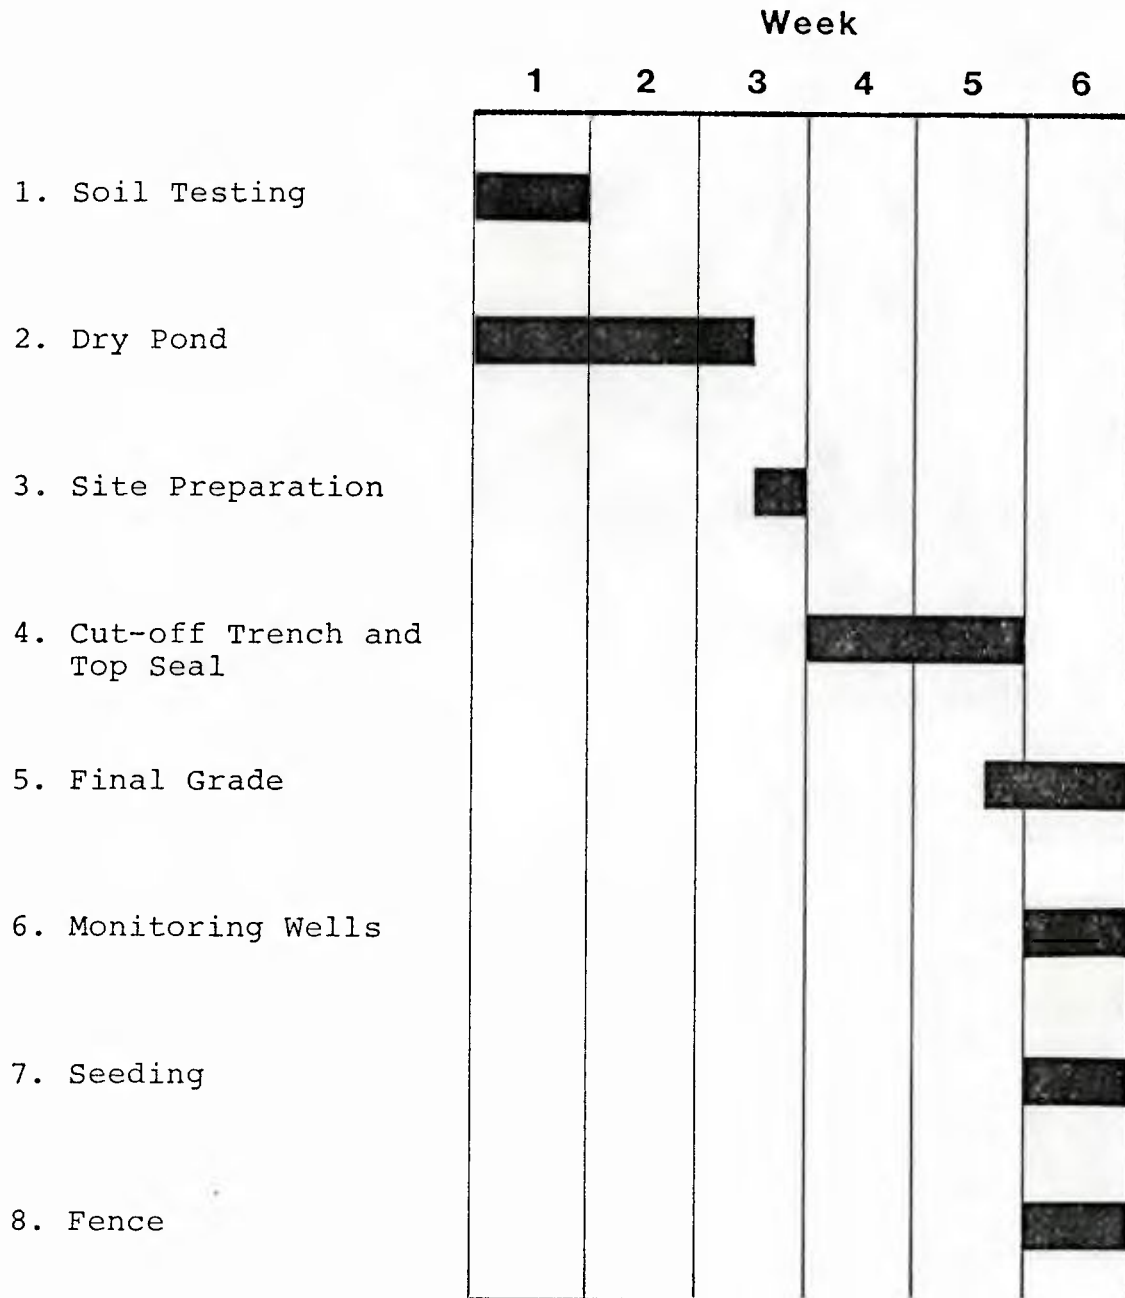 Week
1 2 3 4 5 6
1. Soil Testing
2. Dry Pond
3. Site Preparation
4. Cut-off Trench and
Top Seal
5. Final Grade
6. Monitoring Wells
7. Seeding
8. Fence